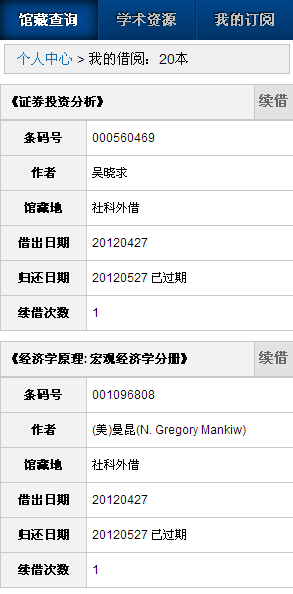 馆藏查询 学术资源 我的订阅
个人中心 > 我的借阅：20本
《证券投资分析》 续借
条码号 000560469
作者 吴晓求
馆藏地 社科外借
借出日期 20120427
归还日期 20120527 已过期
续借次数 1
《经济学原理: 宏观经济学分册》 续借
条码号 001096808
作者 (美)曼昆(N. Gregory Mankiw)
馆藏地 社科外借
借出日期 20120427
归还日期 20120527 已过期
续借次数 1